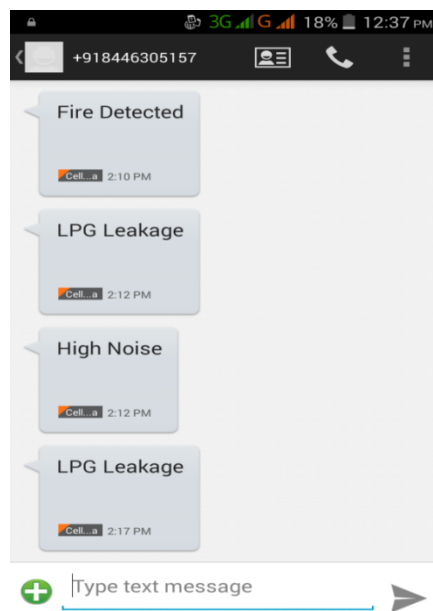 3G G 18% 12:37 PM
+918446305157
Fire Detected
Cell...a 2:10 PM
LPG Leakage
Cell...a 2:12 PM
High Noise
Cell...a 2:12 PM
LPG Leakage
Cell...a 2:17 PM
Type text message